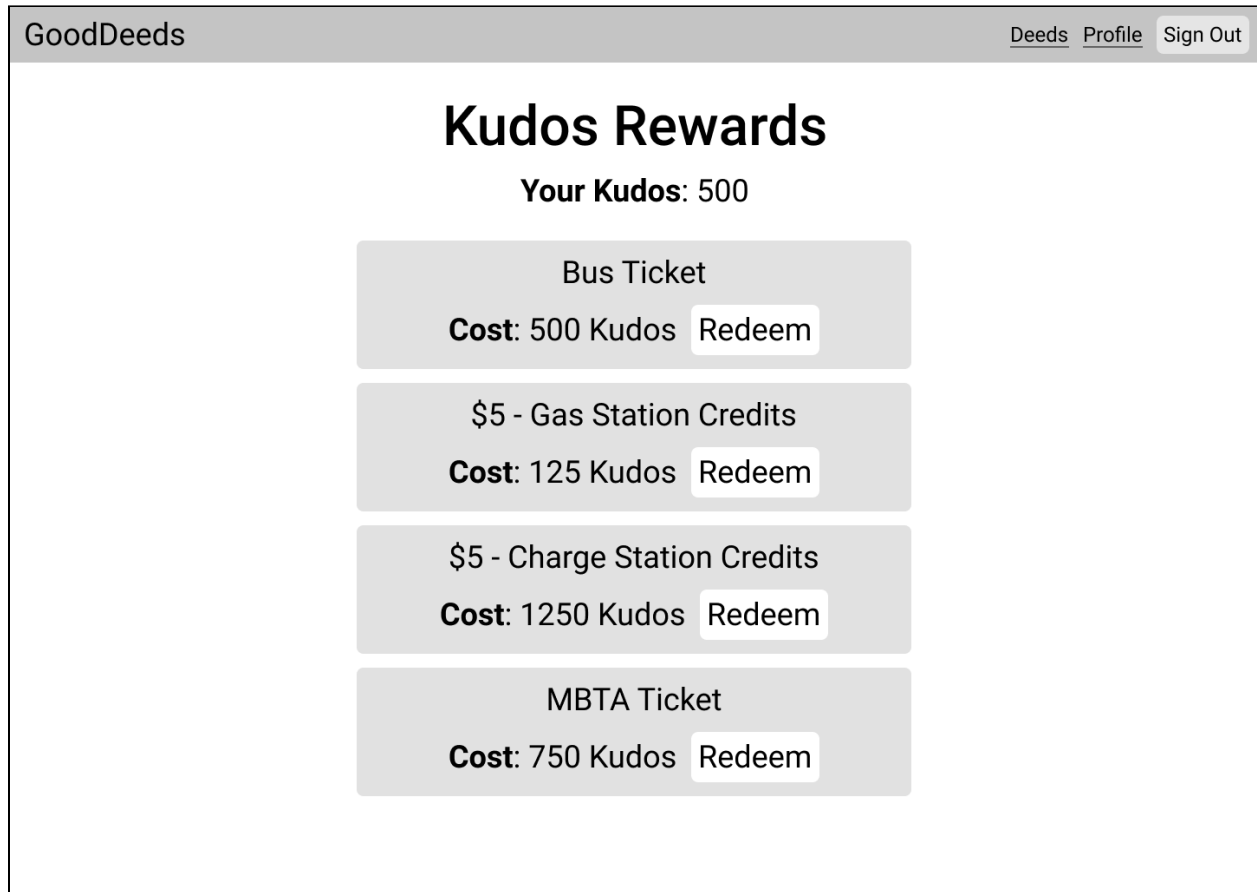 GoodDeeds
Deeds Profile Sign Out
Kudos Rewards
Your Kudos: 500
Bus Ticket
Cost: 500 Kudos Redeem
$5 - Gas Station Credits
Cost: 125 Kudos Redeem
$5 - Charge Station Credits
Cost: 1250 Kudos Redeem
MBTA Ticket
Cost: 750 Kudos Redeem